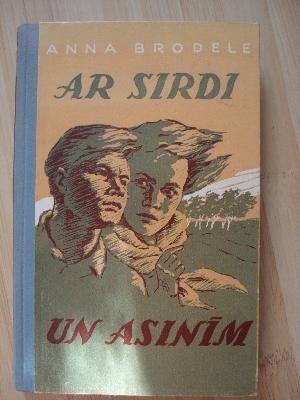 ANNA BRODELE
AR SIRDI
UN ASINĪM